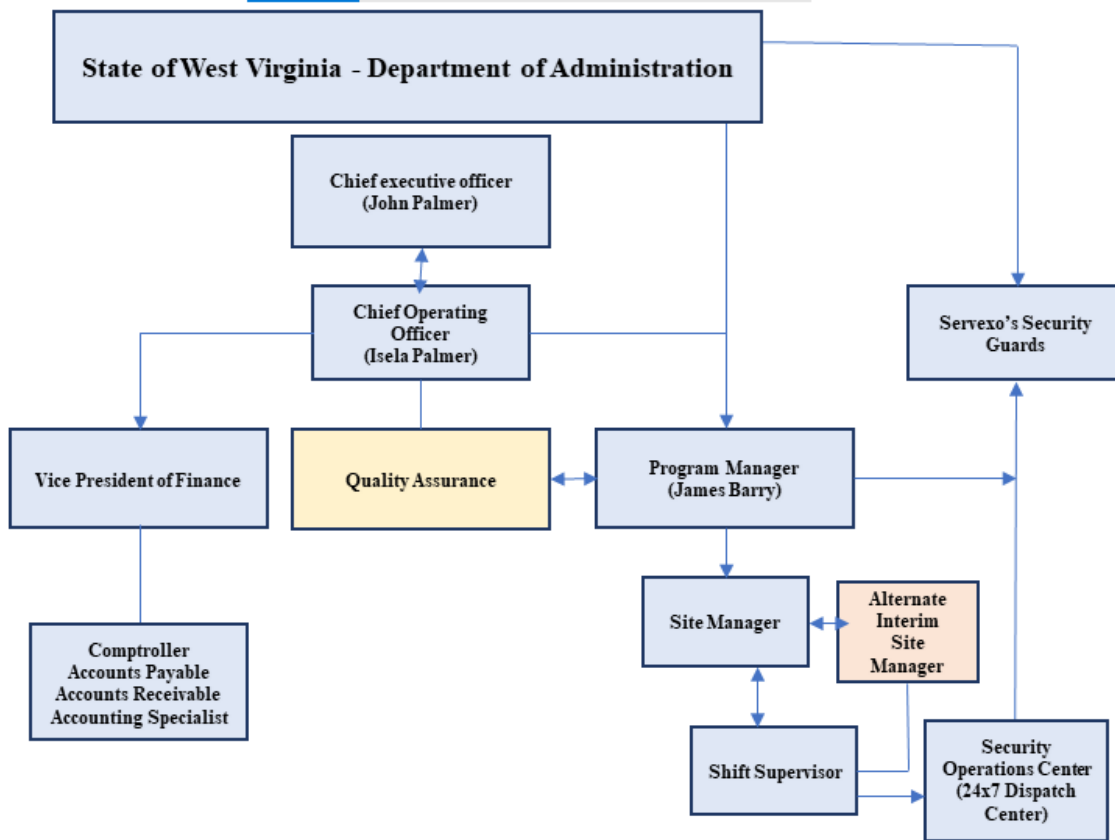 State of West Virginia - Department of Administration
Chief executive officer
(John Palmer)
Chief Operating
Officer
(Isela Palmer)
Servexo’s Security
Guards
Vice President of Finance
Quality Assurance
Program Manager
(James Barry)
Site Manager
Alternate
Interim
Site
Manager
Comptroller
Accounts Payable
Accounts Receivable
Accounting Specialist
Shift Supervisor
Security
Operations Center
(24x7 Dispatch
Center)